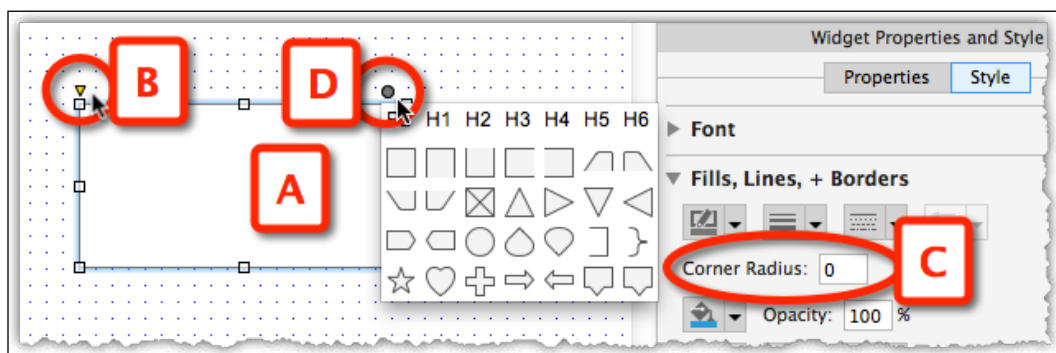 Widget Properties and Style
Properties Style
B
D
H1 H2 H3 H4 H5 H6
Font
A
Fills, Lines, + Borders
Corner Radius: 0
C
Opacity: 100 %